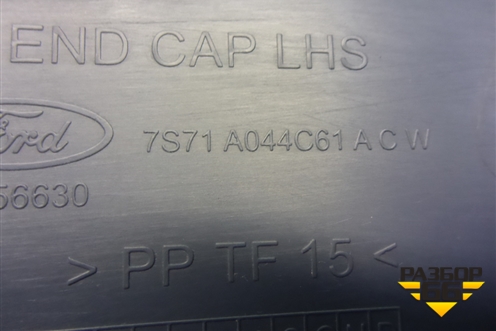 END CAP LHS
Ford
7S71 A044C61 A C W
56630
> PP TF 15 <
РАЗБОР